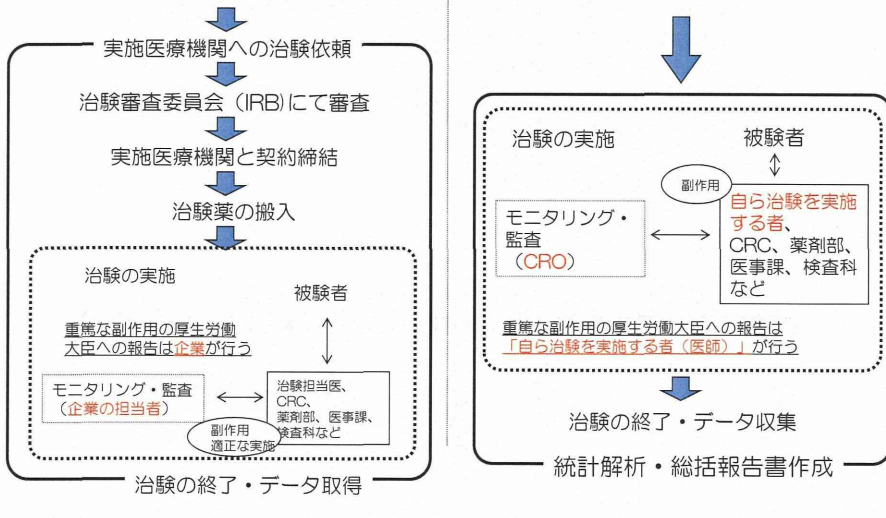 実施医療機関への治験依頼
治験審査委員会（IRB)にて審査
実施医療機関と契約締結
治験薬の搬入
治験の実施
被験者
重篤な副作用の厚生労働
大臣への報告は企業が行う
モニタリング・監査
（企業の担当者）
治験担当医、
CRC、
薬剤部、医事課、
検査科など
副作用
適正な実施
治験の終了・データ取得
治験の実施
被験者
副作用
自ら治験を実施
する者、
CRC、薬剤部、
医事課、検査科
など
モニタリング・
監査
（CRO）
重篤な副作用の厚生労働大臣への報告は
「自ら治験を実施する者（医師）」が行う
治験の終了・データ収集
統計解析・総括報告書作成